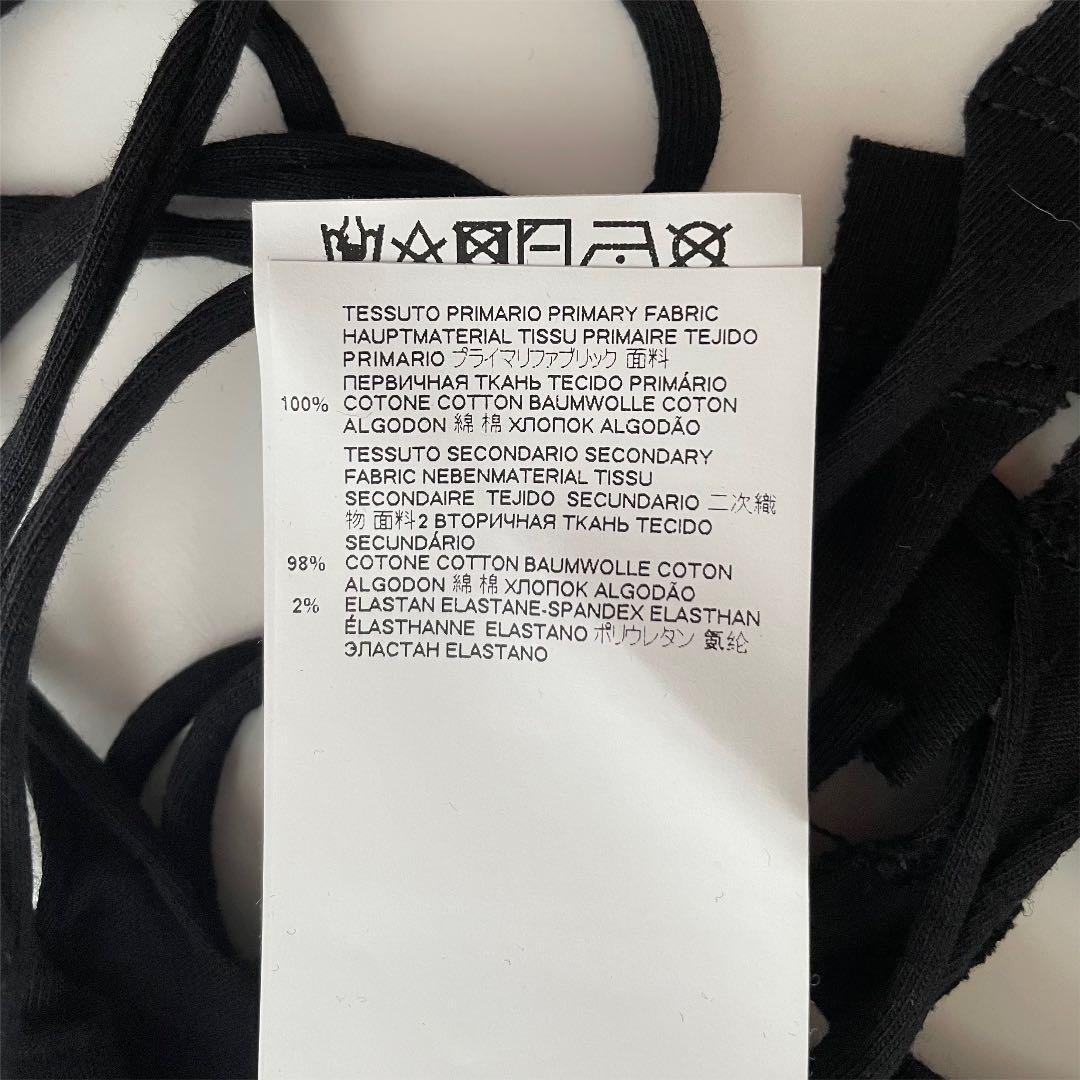 TESSUTO PRIMARIO PRIMARY FABRIC
HAUPTMATERIAL TISSU PRIMAIRE TEJIDO
PRIMARIO プライマリファブリック 面料
ПЕРВИЧНАЯ ТКАНЬ TECIDO PRIMÁRIO
100% COTONE COTTON BAUMWOLLE COTON
ALGODON 綿 棉 ХЛОПОК ALGODÃO
TESSUTO SECONDARIO SECONDARY
FABRIC NEBENMATERIAL TISSU
SECONDAIRE TEJIDO SECUNDARIO 二次織
物 面料2 ВТОРИЧНАЯ ТКАНЬ TECIDO
SECUNDÁRIO
98% COTONE COTTON BAUMWOLLE COTON
ALGODON 綿 棉 ХЛОПОК ALGODÃO
2% ELASTAN ELASTANE-SPANDEX ELASTHAN
ÉLASTHANNE ELASTANO ポリウレタン 氨纶
ЭЛАСТАН ELASTANO